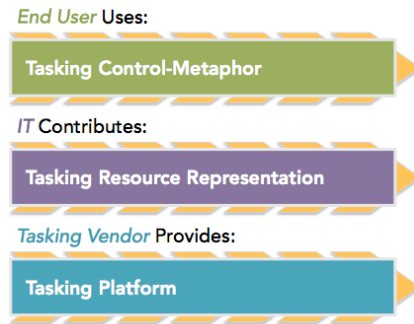 End User Uses:
Tasking Control-Metaphor
IT Contributes:
Tasking Resource Representation
Tasking Vendor Provides:
Tasking Platform